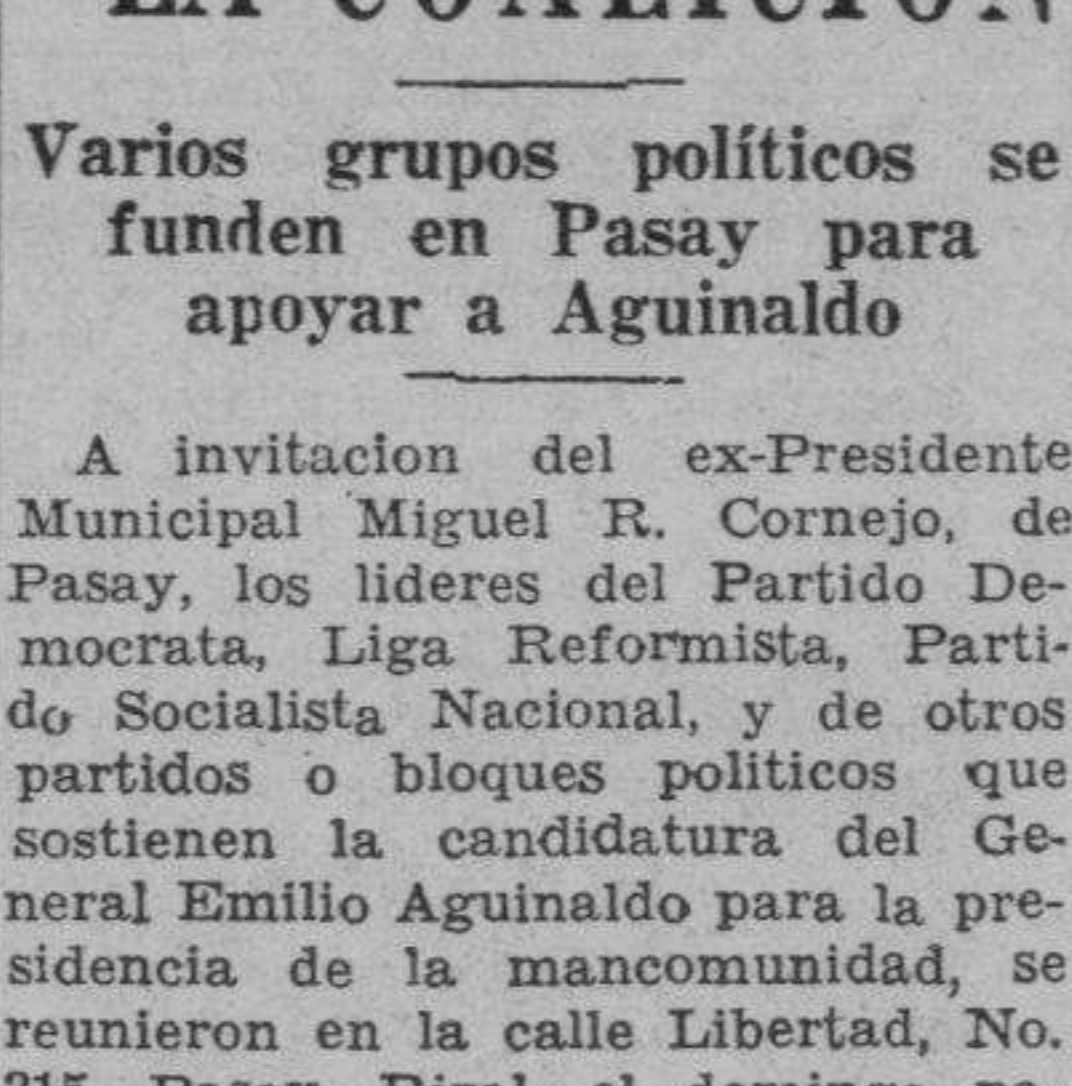 LA COALICION
Varios grupos políticos se
funden en Pasay para
apoyar a Aguinaldo
A invitacion del ex-Presidente
Municipal Miguel R. Cornejo, de
Pasay, los lideres del Partido De-
mocrata, Liga Reformista, Parti-
do Socialista Nacional, y de otros
partidos o bloques politicos que
sostienen la candidatura del Ge-
neral Emilio Aguinaldo para la pre-
sidencia de la mancomunidad, se
reunieron en la calle Libertad, No.